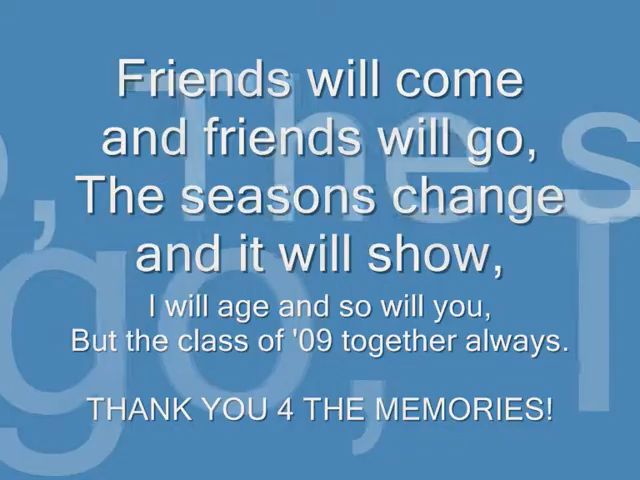 Friends will come
and friends will go,
The seasons change
and it will show,
I will age and so will you,
But the class of '09 together always.
THANK YOU 4 THE MEMORIES!